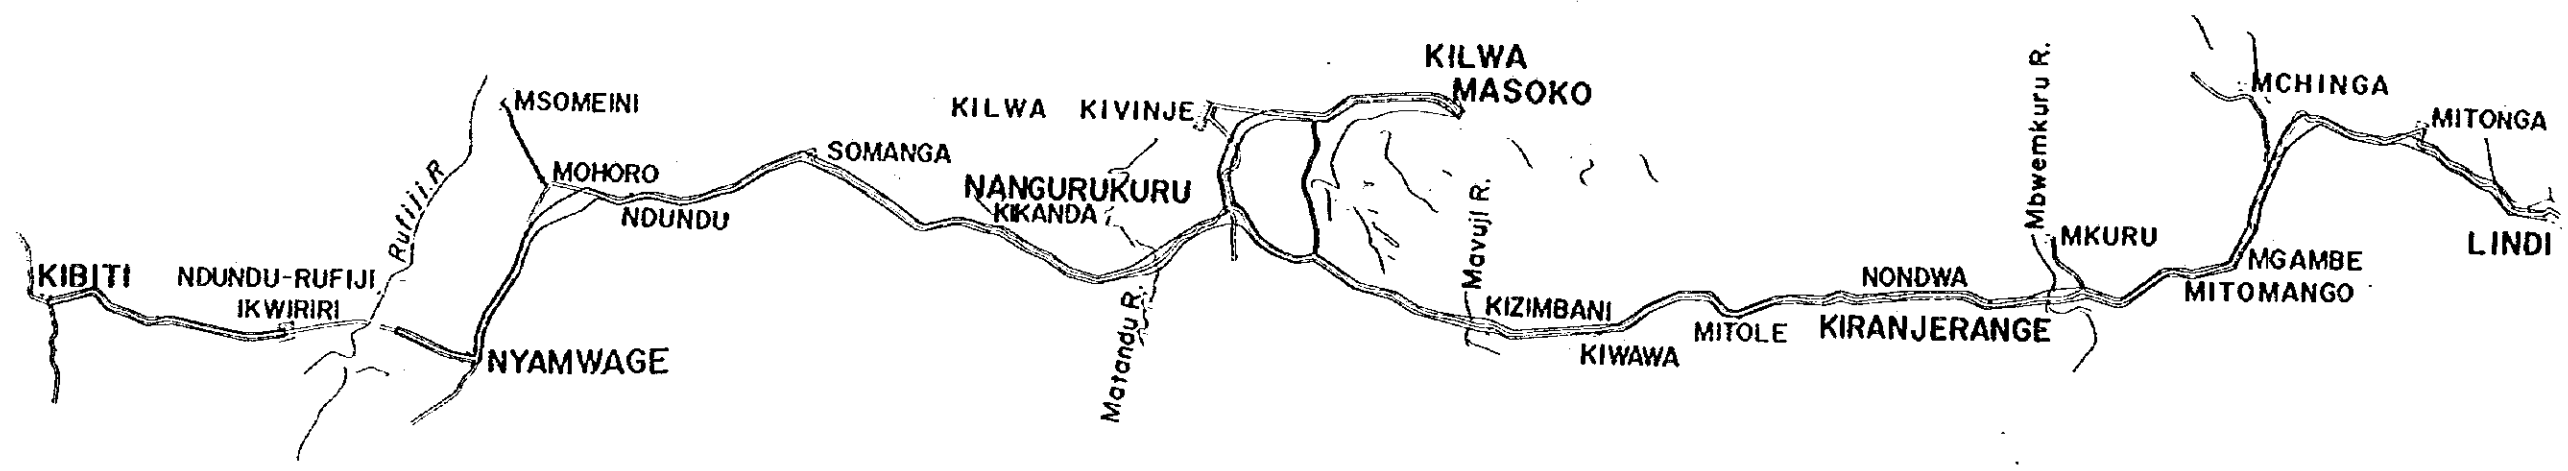 KIBITI
NDUNDU-RUFIJI
IKWIRIRI
Rufiji.R
MSOMEINI
MOHORO
NDUNDU
NYAMWAGE
SOMANGA
KILWA KIVINJE
NANGURUKURU
KIKANDA
Matandu R.
KILWA
MASOKO
Mavuji R.
KIZIMBANI
KIWAWA
MITOLE
NONDWA
KIRANJERANGE
Mbwemkuru R.
MKURU
MCHINGA
MITONGA
MGAMBE
MITOMANGO
LINDI